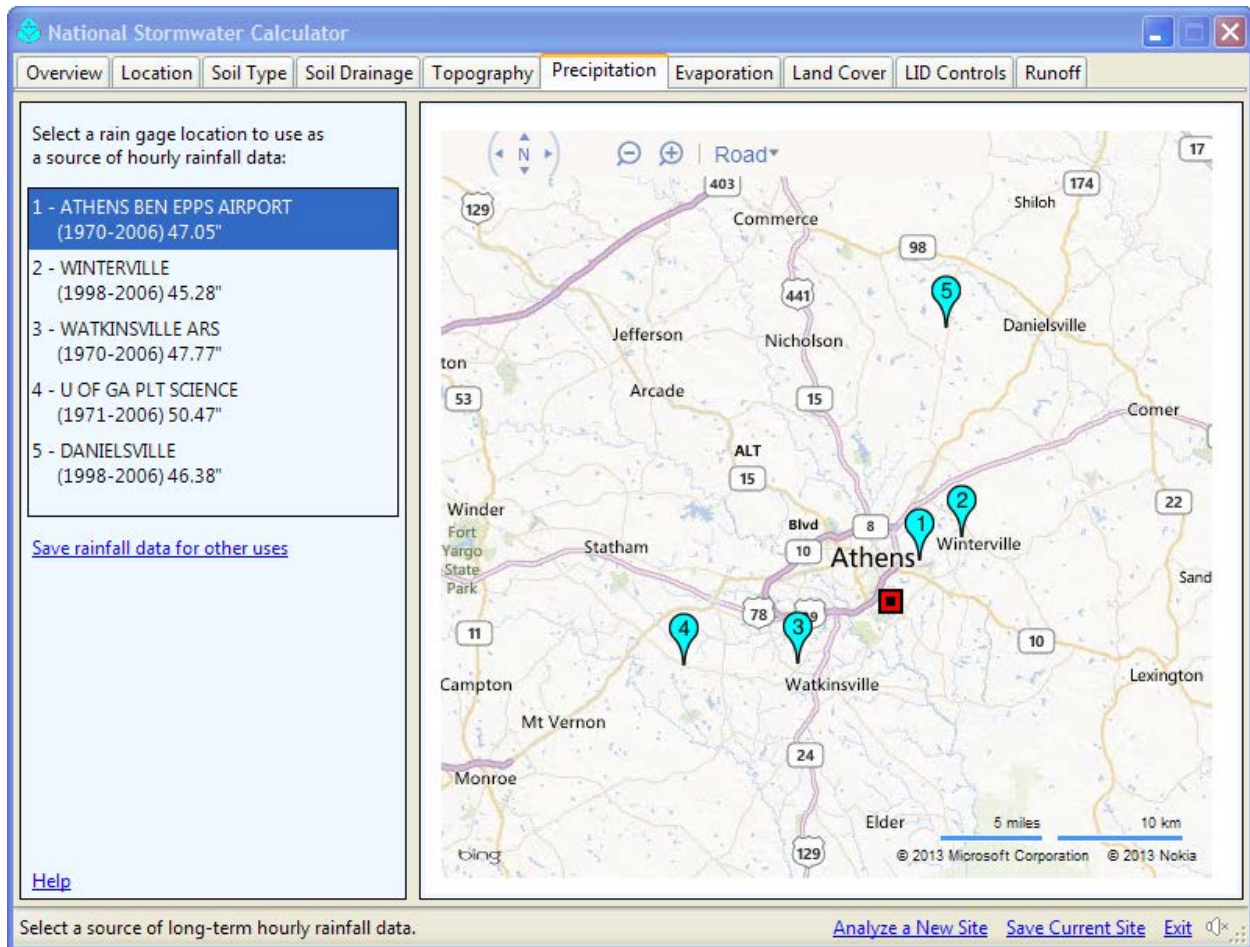 National Stormwater Calculator
Overview Location Soil Type Soil Drainage Topography Precipitation Evaporation Land Cover LID Controls Runoff
Select a rain gage location to use as
a source of hourly rainfall data:
1 - ATHENS BEN EPPS AIRPORT
(1970-2006) 47.05"
2 - WINTERVILLE
(1998-2006) 45.28"
3 - WATKINSVILLE ARS
(1970-2006) 47.77"
4 - U OF GA PLT SCIENCE
(1971-2006) 50.47"
5 - DANIELSVILLE
(1998-2006) 46.38"
Save rainfall data for other uses
Help
N Road
17
403
174
129
Shiloh
Commerce
98
441
5
Jefferson
Danielsville
Nicholson
ton
Arcade
53
15
Comer
ALT
15
2
22
Winder
Blvd
8
1
Fort
Yargo
State
Park
Statham
10
Athens
Winterville
Sand
78
4
3
11
10
Campton
Watkinsville
Lexington
Mt Vernon
24
Monroe
Elder
5 miles
10 km
bing
129
© 2013 Microsoft Corporation © 2013 Nokia
Select a source of long-term hourly rainfall data.
Analyze a New Site Save Current Site Exit